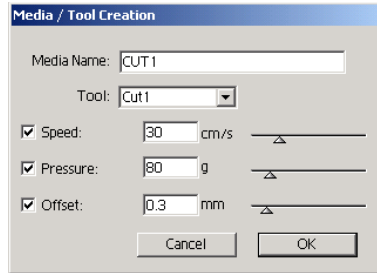 Media / Tool Creation
Media Name: CUT1
Tool: Cut1
Speed: 30 cm/s
Pressure: 80 g
Offset: 0.3 mm
Cancel OK